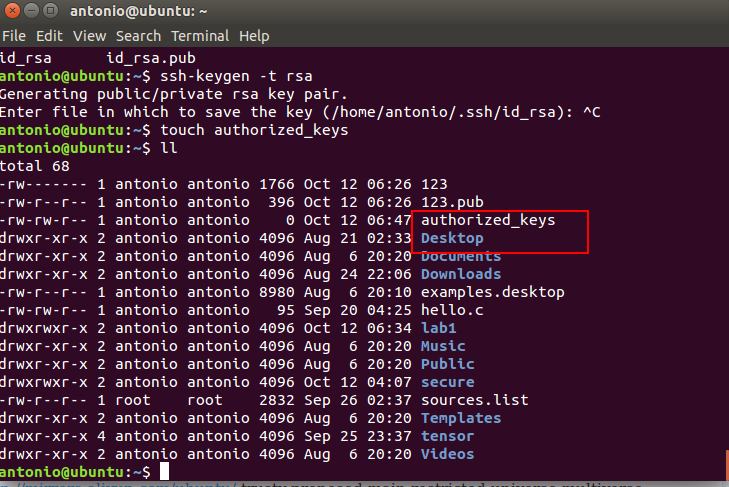 antonio@ubuntu: ~
File Edit View Search Terminal Help
id_rsa id_rsa.pub
antonio@ubuntu:~$ ssh-keygen -t rsa
Generating public/private rsa key pair.
Enter file in which to save the key (/home/antonio/.ssh/id_rsa): ^C
antonio@ubuntu:~$ touch authorized_keys
antonio@ubuntu:~$ ll
total 68
-rw------- 1 antonio antonio 1766 Oct 12 06:26 123
-rw-r--r-- 1 antonio antonio 396 Oct 12 06:26 123.pub
-rw-rw-r-- 1 antonio antonio 0 Oct 12 06:47 authorized_keys
drwxr-xr-x 2 antonio antonio 4096 Aug 21 02:33 Desktop
drwxr-xr-x 2 antonio antonio 4096 Aug 6 20:20 Documents
drwxr-xr-x 2 antonio antonio 4096 Aug 24 22:06 Downloads
-rw-r--r-- 1 antonio antonio 8980 Aug 6 20:10 examples.desktop
-rw-rw-r-- 1 antonio antonio 95 Sep 20 04:25 hello.c
drwxrwxr-x 2 antonio antonio 4096 Oct 12 06:34 lab1
drwxr-xr-x 2 antonio antonio 4096 Aug 6 20:20 Music
drwxr-xr-x 2 antonio antonio 4096 Aug 6 20:20 Public
drwxrwxr-x 2 antonio antonio 4096 Oct 12 04:07 secure
-rw-r--r-- 1 root root 2832 Sep 26 02:37 sources.list
drwxr-xr-x 2 antonio antonio 4096 Aug 6 20:20 Templates
drwxr-xr-x 4 antonio antonio 4096 Sep 25 23:37 tensor
drwxr-xr-x 2 antonio antonio 4096 Aug 6 20:20 Videos
antonio@ubuntu:~$